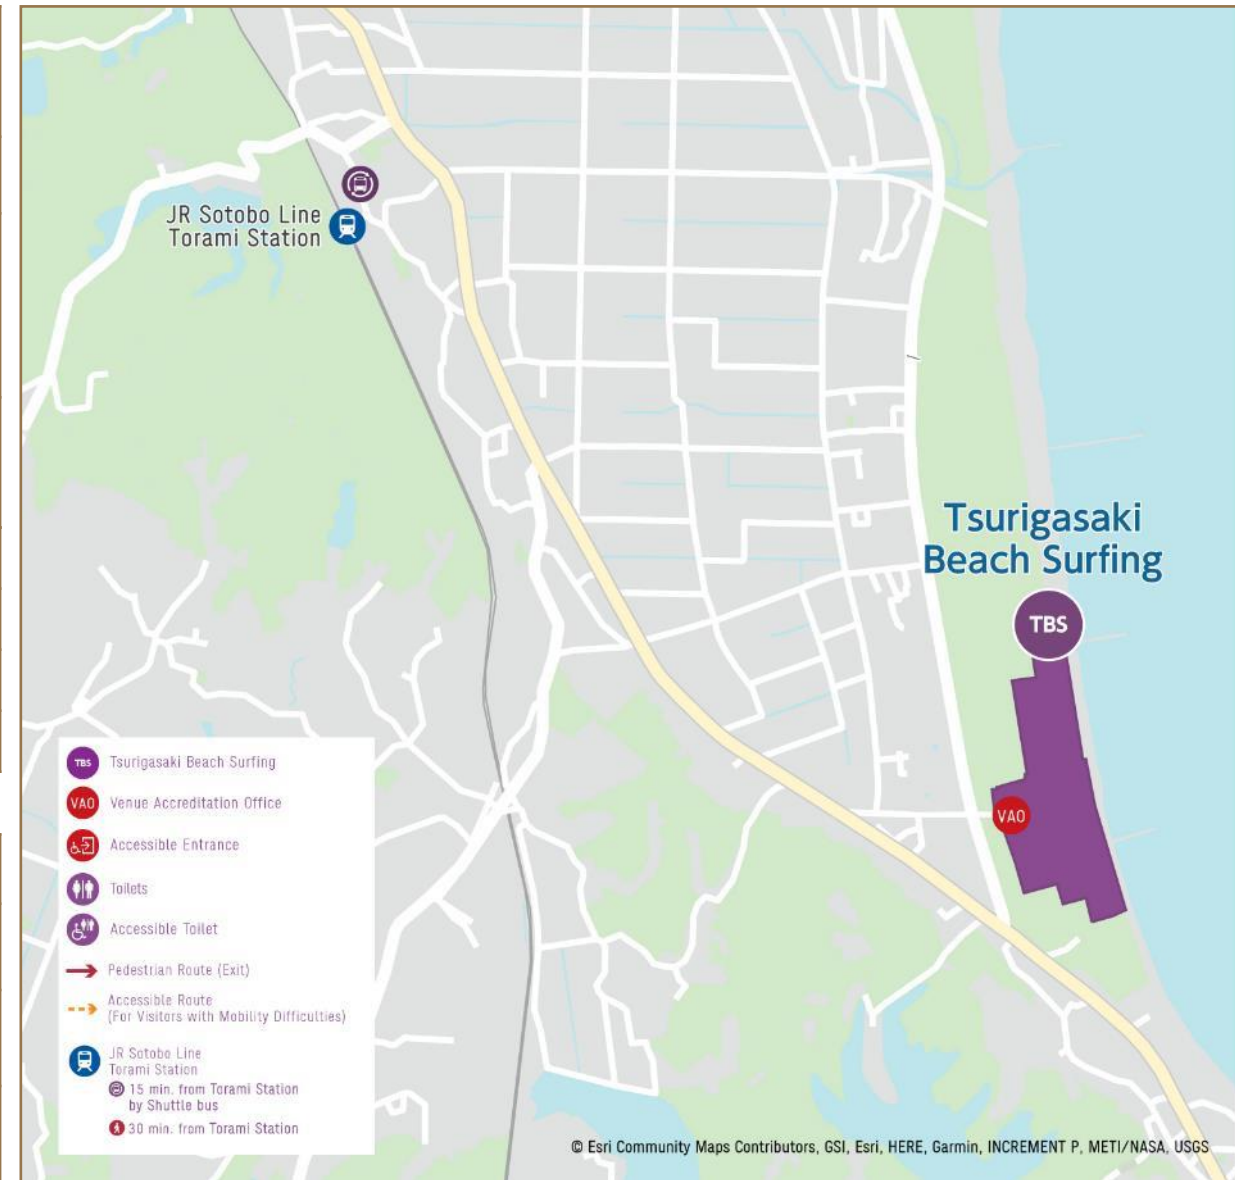 JR Sotobo Line
Torami Station
Tsurigasaki
Beach Surfing
TBS
VAO
TBS Tsurigasaki Beach Surfing
VAO Venue Accreditation Office
Accessible Entrance
Toilets
Accessible Toilet
Pedestrian Route (Exit)
Accessible Route
(For Visitors with Mobility Difficulties)
JR Sotobo Line
Torami Station
15 min. from Torami Station
by Shuttle bus
30 min. from Torami Station
© Esri Community Maps Contributors, GSI, Esri, HERE, Garmin, INCREMENT P, METI/NASA, USGS